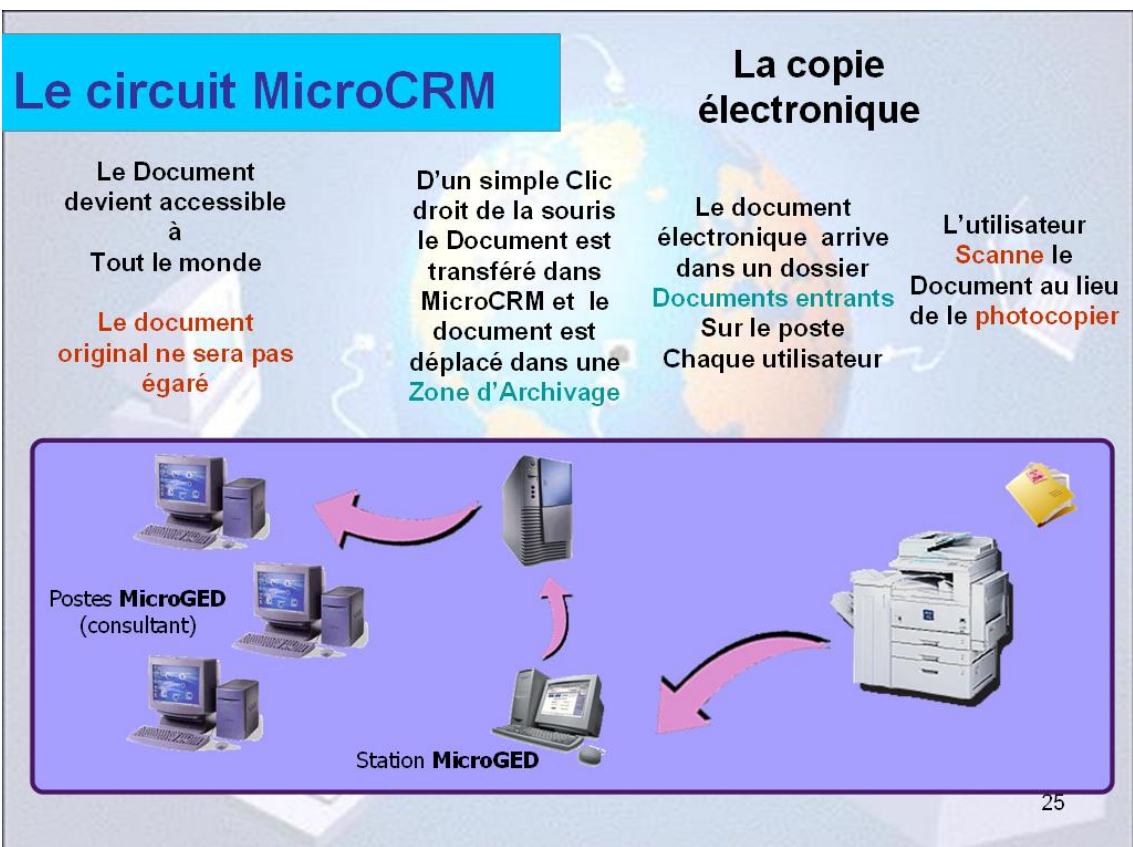 Le circuit MicroCRM
La copie
électronique
Le Document
devient accessible
à
Tout le monde
Le document
original ne sera pas
égaré
D'un simple Clic
droit de la souris
le Document est
transféré dans
MicroCRM et le
document est
déplacé dans une
Zone d'Archivage
Le document
électronique arrive
dans un dossier
Documents entrants
Sur le poste
Chaque utilisateur
L'utilisateur
Scanne le
Document au lieu
de le photocopier
Postes MicroGED
(consultant)
Station MicroGED
25